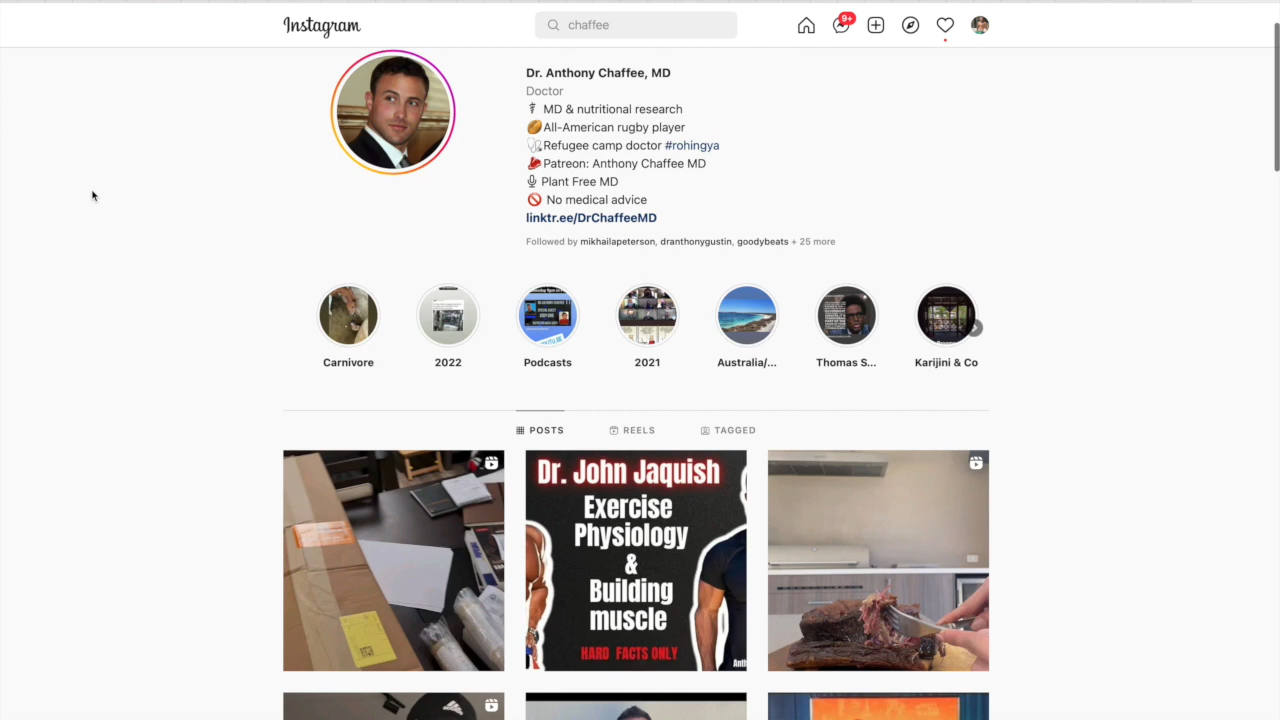 Instagram
chaffee
9+
Dr. Anthony Chaffee, MD
Doctor
MD & nutritional research
All-American rugby player
Refugee camp doctor #rohingya
Patreon: Anthony Chaffee MD
Plant Free MD
No medical advice
linktr.ee/DrChaffeeMD
Followed by mikhailapeterson, dranthonygustin, goodybeats + 25 more
Carnivore
2022
Podcasts
2021
Australia/...
Thomas S...
Karijini & Co
POSTS
REELS
TAGGED
Dr. John Jaquish
Exercise
Physiology
&
Building
muscle
HARD FACTS ONLY